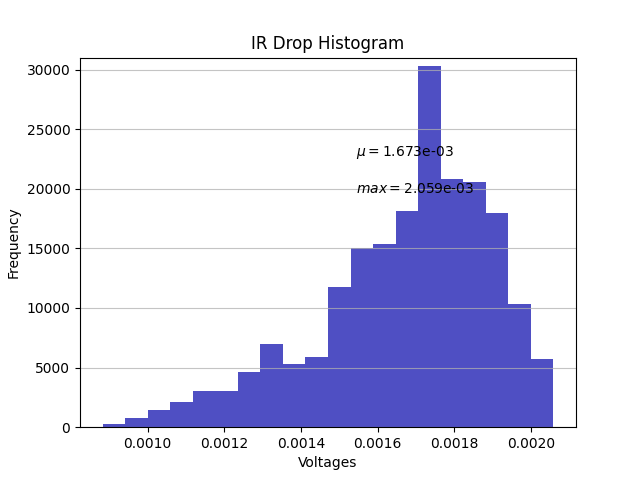 IR Drop Histogram
30000
25000
20000
15000
10000
5000
0
Frequency
μ = 1.673e-03
max = 2.059e-03
0.0010 0.0012 0.0014 0.0016 0.0018 0.0020
Voltages